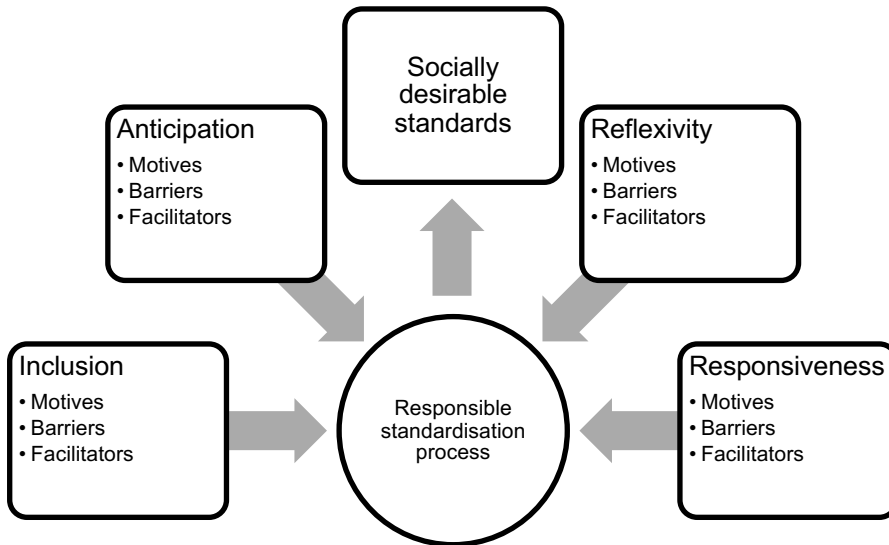 Socially
desirable
standards
Anticipation
• Motives
• Barriers
• Facilitators
Reflexivity
• Motives
• Barriers
• Facilitators
Inclusion
• Motives
• Barriers
• Facilitators
Responsible
standardisation
process
Responsiveness
• Motives
• Barriers
• Facilitators